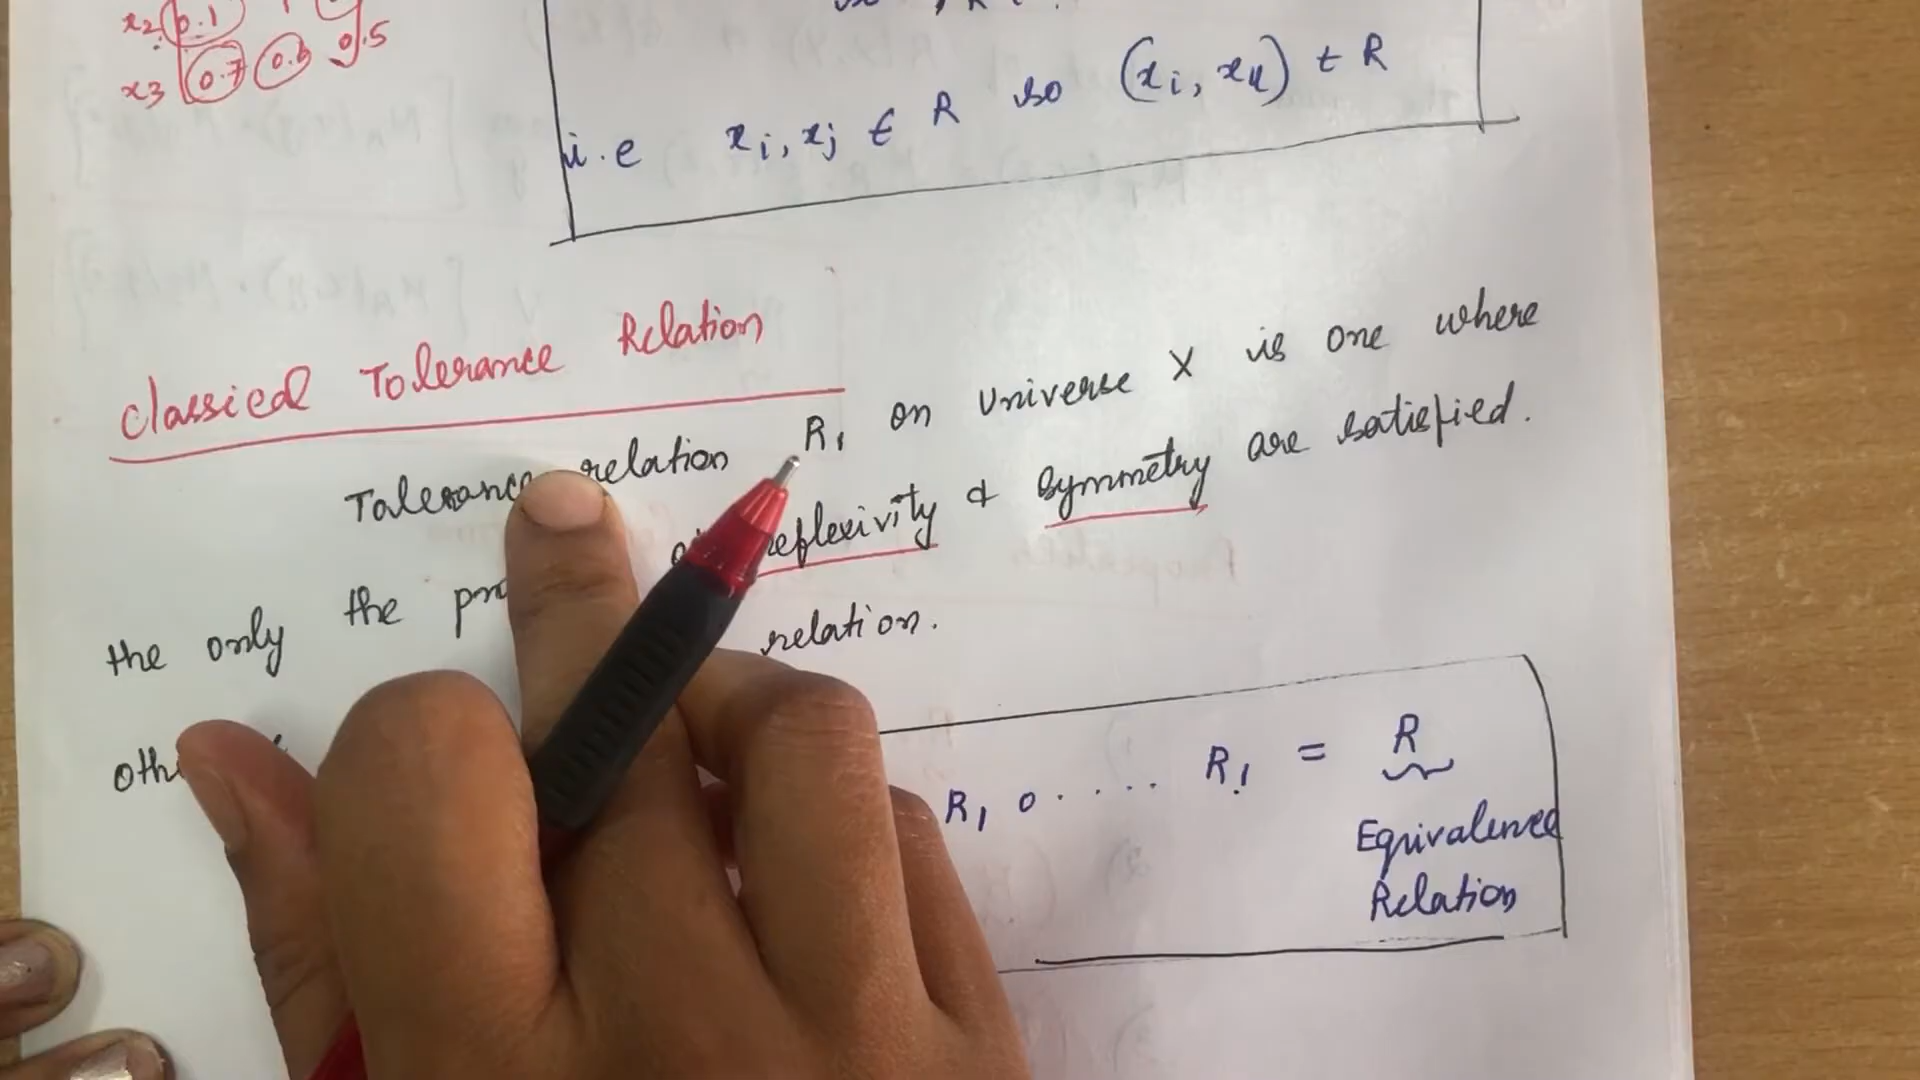 x2 0.1
x3 0.7 0.6 0.5
i.e xi, xj ∈ R so (xi, xk) ∈ R
Classical Tolerance Relation
Tolerance relation R1 on Universe X is one where
the only the reflexivity & Symmetry are satisfied.
relation.
R1 o ..... R1 = R
Equivalence
Relation